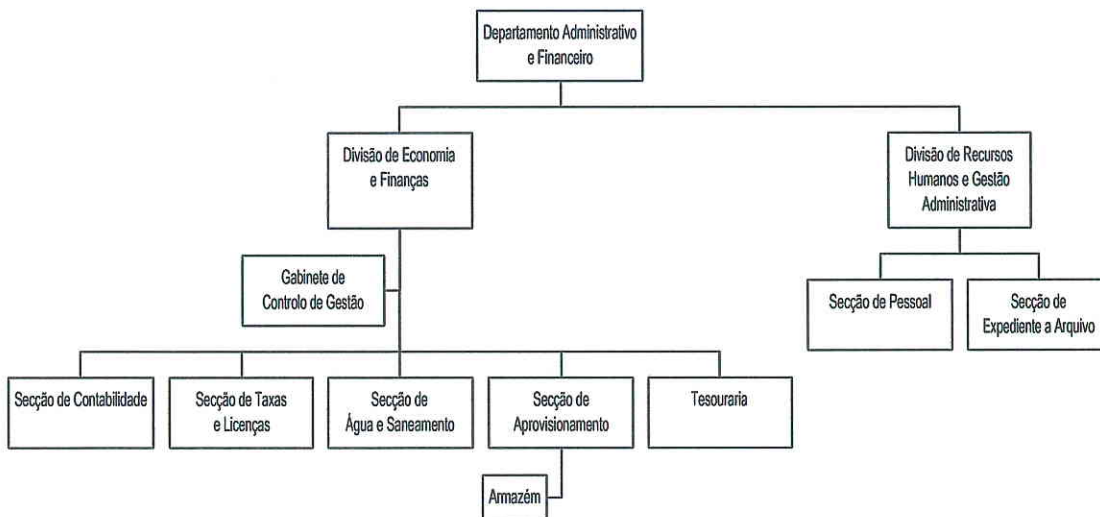 Departamento Administrativo
e Financeiro
Divisão de Economia
e Finanças
Divisão de Recursos
Humanos e Gestão
Administrativa
Gabinete de
Controlo de Gestão
Secção de Pessoal
Secção de
Expediente a Arquivo
Secção de Contabilidade
Secção de Taxas
e Licenças
Secção de
Água e Saneamento
Secção de
Aprovisionamento
Tesouraria
Armazém